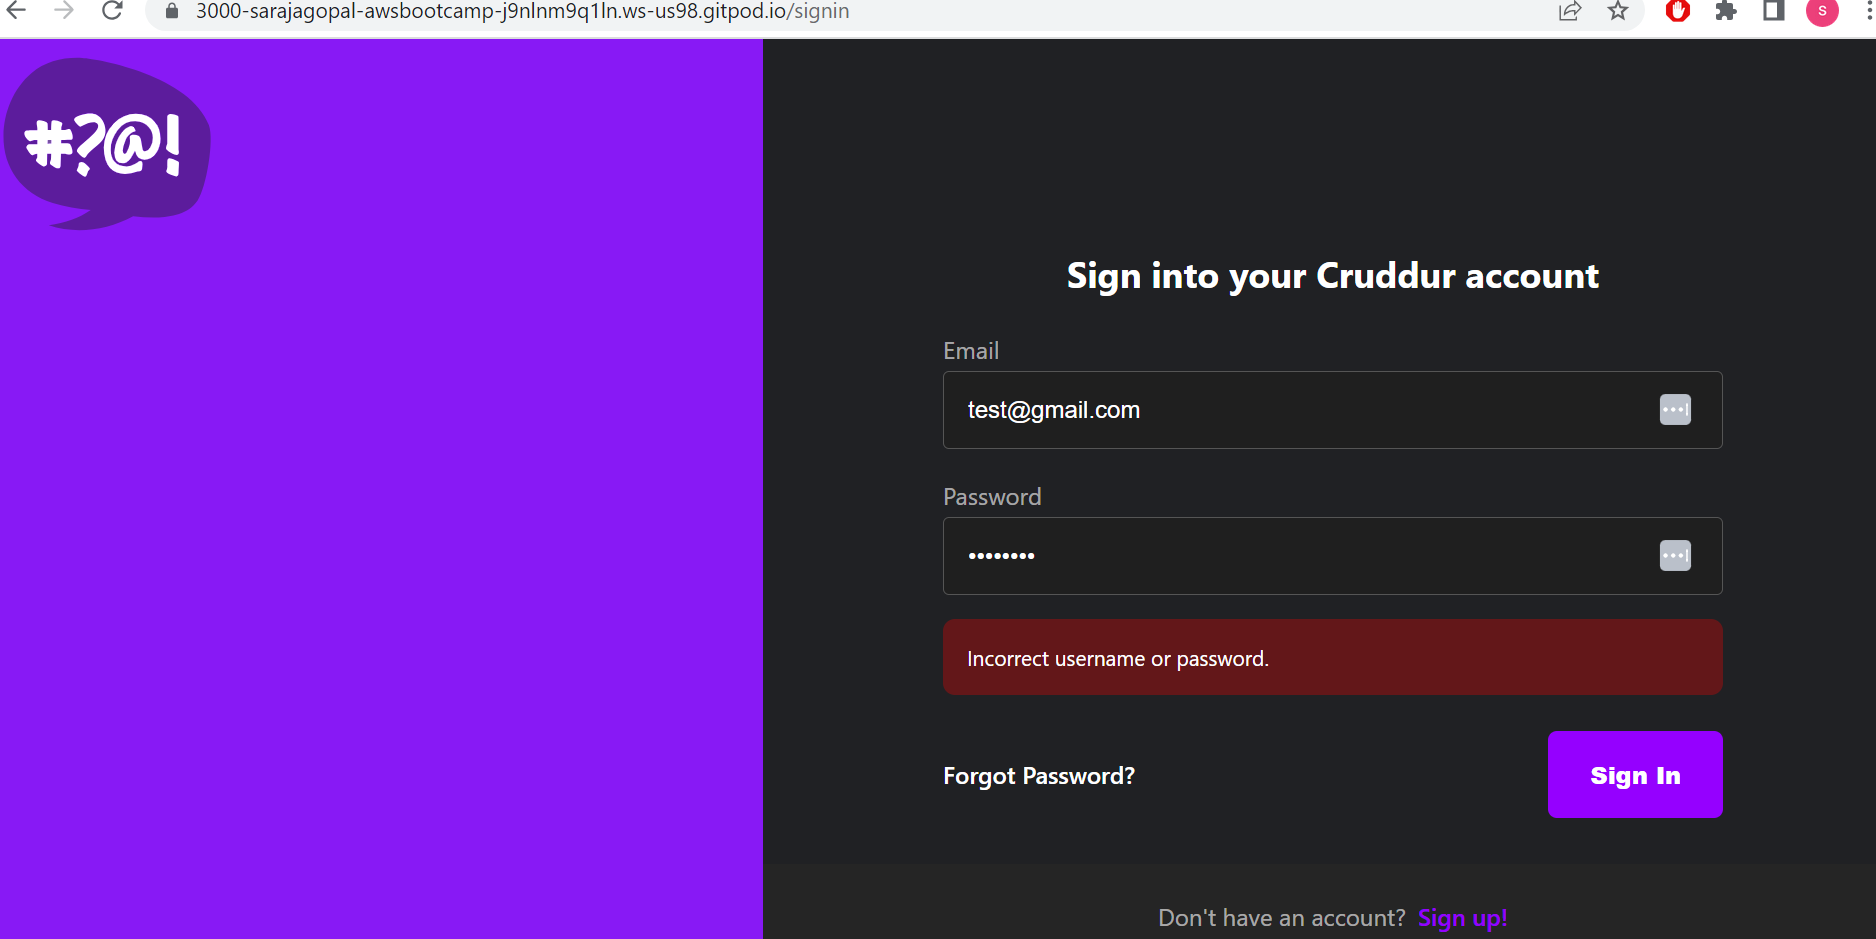 3000-sarajagopal-awsbootcamp-j9nlnm9q1ln.ws-us98.gitpod.io/signin
S
#?@!
Sign into your Cruddur account
Email
test@gmail.com
Password
••••••••
Incorrect username or password.
Forgot Password?
Sign In
Don't have an account? Sign up!